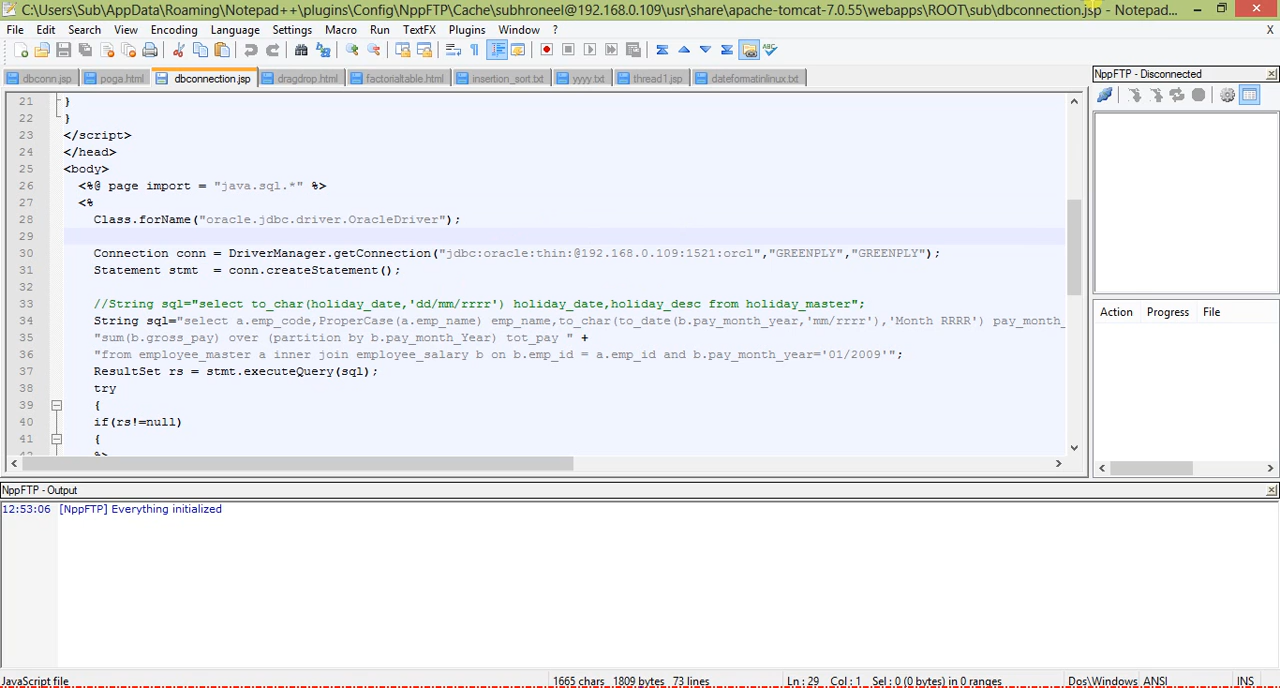 C:\Users\Sub\AppData\Roaming\Notepad++\plugins\Config\NppFTP\Cache\subhroneel@192.168.0.109\usr\share\apache-tomcat-7.0.55\webapps\ROOT\sub\dbconnection.jsp - Notepad...
File Edit Search View Encoding Language Settings Macro Run TextFX Plugins Window ? X
dbconn.jsp poga.html dbconnection.jsp dragdrop.html factorialtable.html insertion_sort.txt yyyy.txt thread1.jsp dateformatinlinux.txt
NppFTP - Disconnected
21 }
22 }
23 </script>
24 </head>
25 <body>
26 <%@ page import = "java.sql.*" %>
27 <%
28 Class.forName("oracle.jdbc.driver.OracleDriver");
29
30 Connection conn = DriverManager.getConnection("jdbc:oracle:thin:@192.168.0.109:1521:orcl","GREENPLY","GREENPLY");
31 Statement stmt  = conn.createStatement();
32
33 //String sql="select to_char(holiday_date,'dd/mm/rrrr') holiday_date,holiday_desc from holiday_master";
34 String sql="select a.emp_code,ProperCase(a.emp_name) emp_name,to_char(to_date(b.pay_month_year,'mm/rrrr'),'Month RRRR') pay_month_
35 "sum(b.gross_pay) over (partition by b.pay_month_Year) tot_pay " +
36 "from employee_master a inner join employee_salary b on b.emp_id = a.emp_id and b.pay_month_year='01/2009'";
37 ResultSet rs = stmt.executeQuery(sql);
38 try
39 {
40 if(rs!=null)
41 {
42 %>
Action Progress File
NppFTP - Output
12:53:06 [NppFTP] Everything initialized
JavaScript file 1665 chars 1809 bytes 73 lines Ln : 29 Col : 1 Sel : 0 (0 bytes) in 0 ranges Dos\Windows ANSI INS